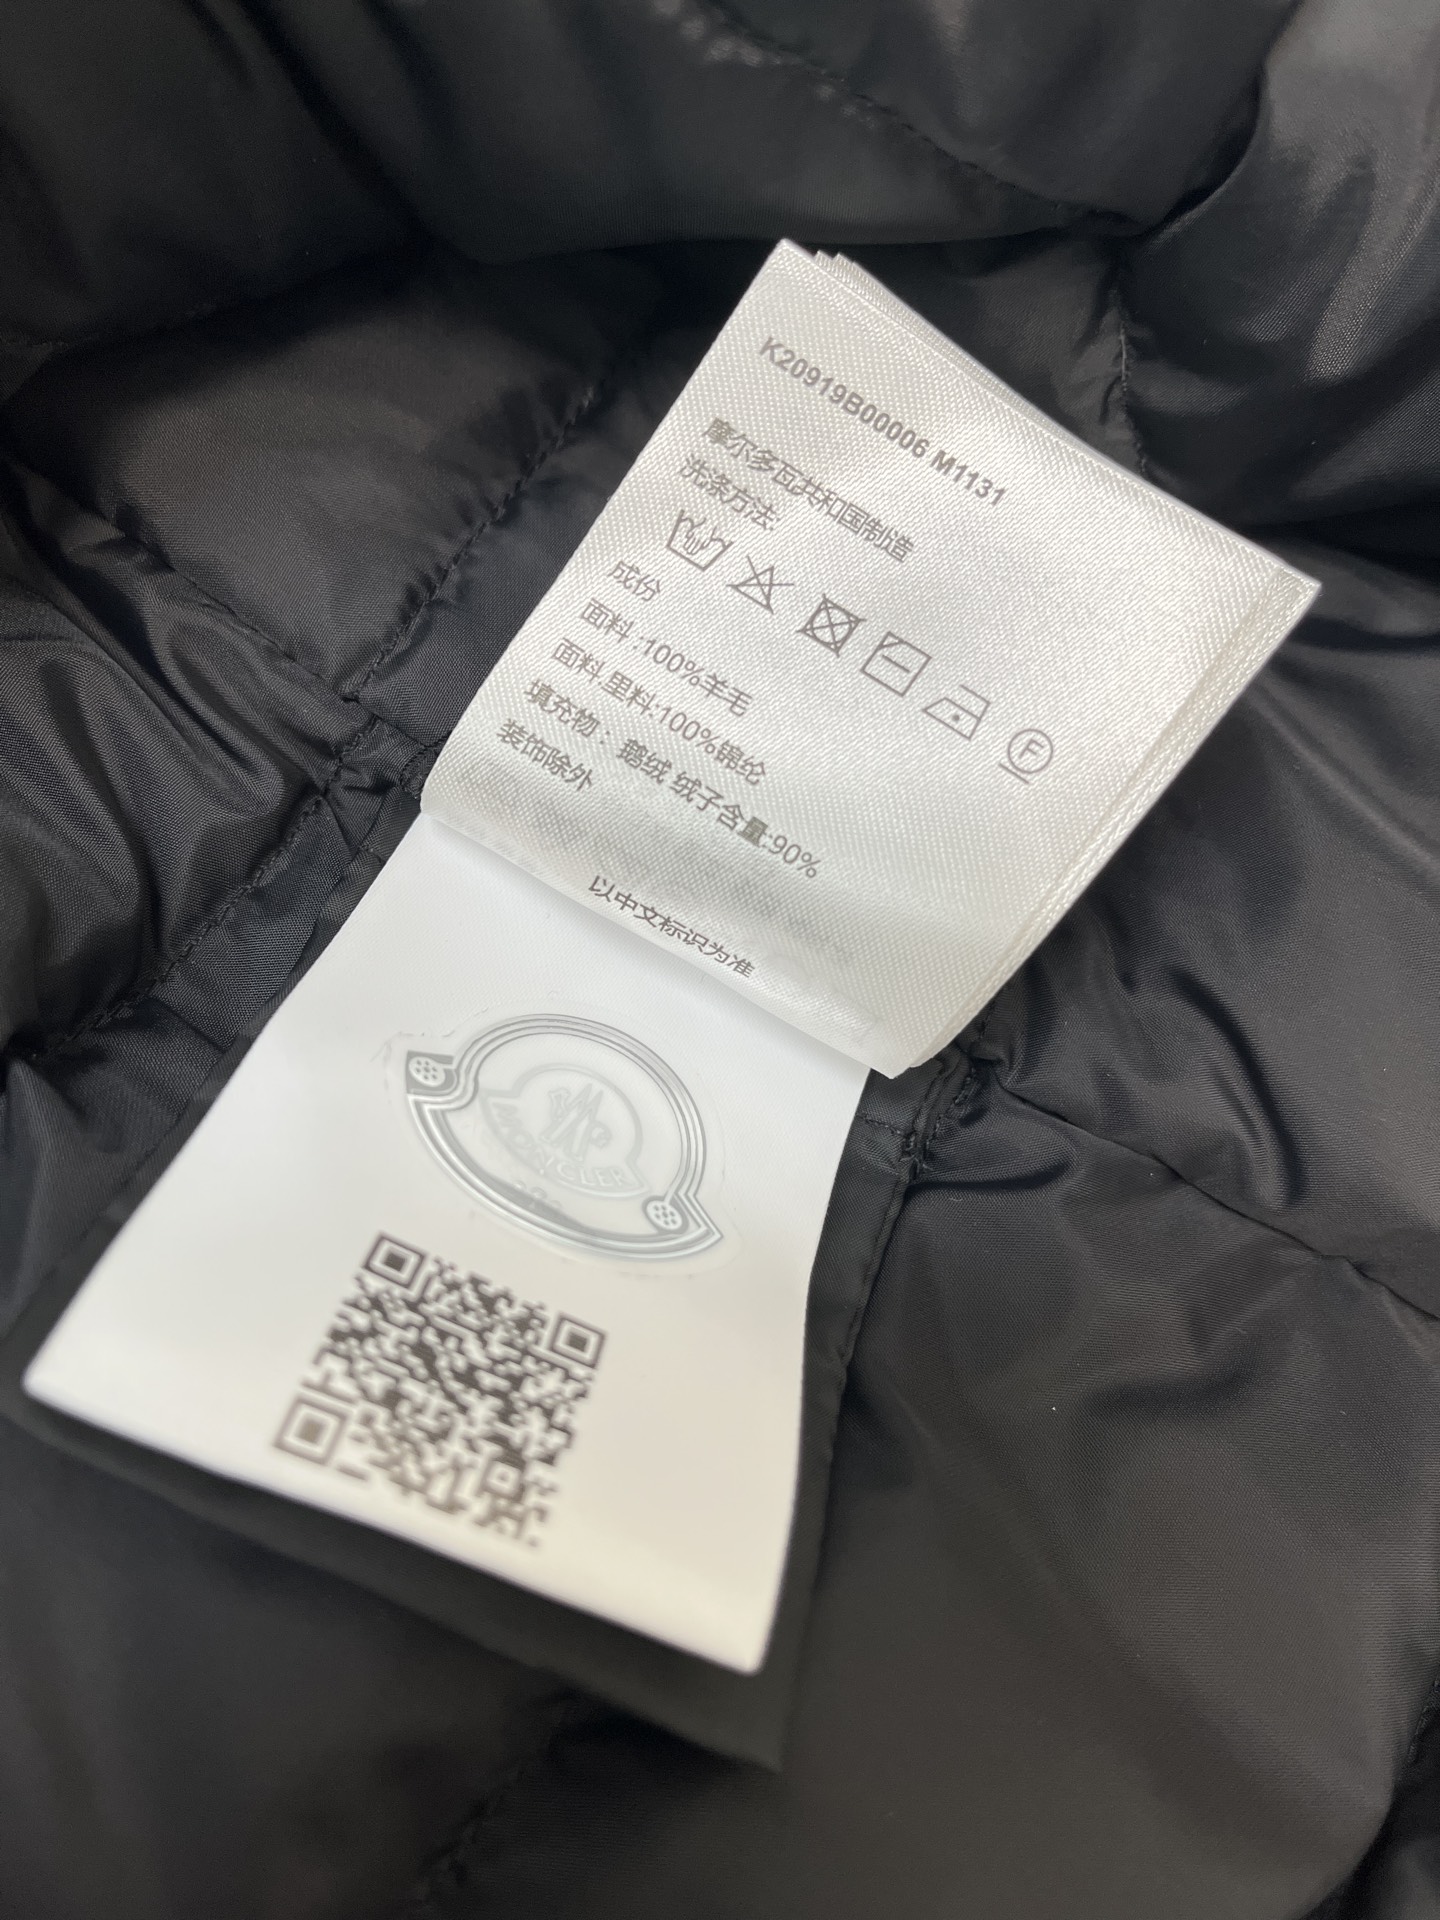 K20919B00006 M1131
摩尔多瓦共和国制造
洗涤方法:
F
成份
面料:100%羊毛
面料.里料:100%锦纶
填充物：鹅绒 绒子含量:90%
装饰除外
以中文标识为准
MONCLER